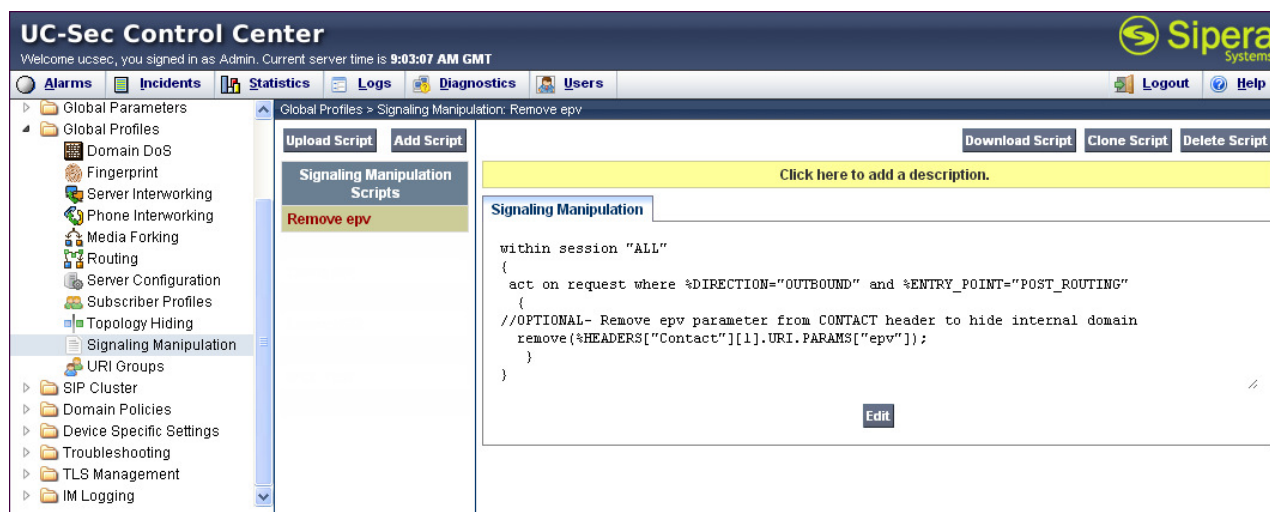 UC-Sec Control Center
Welcome ucsec, you signed in as Admin. Current server time is 9:03:07 AM GMT
Sipera
Systems
Alarms Incidents Statistics Logs Diagnostics Users Logout Help
Global Parameters
Global Profiles
Domain DoS
Fingerprint
Server Interworking
Phone Interworking
Media Forking
Routing
Server Configuration
Subscriber Profiles
Topology Hiding
Signaling Manipulation
URI Groups
SIP Cluster
Domain Policies
Device Specific Settings
Troubleshooting
TLS Management
IM Logging
Global Profiles > Signaling Manipulation: Remove epv
Upload Script Add Script
Signaling Manipulation
Scripts
Remove epv
Download Script Clone Script Delete Script
Click here to add a description.
Signaling Manipulation
within session "ALL"
{
act on request where %DIRECTION="OUTBOUND" and %ENTRY_POINT="POST_ROUTING"
{
//OPTIONAL- Remove epv parameter from CONTACT header to hide internal domain
remove(%HEADERS["Contact"][1].URI.PARAMS["epv"]);
}
}
Edit